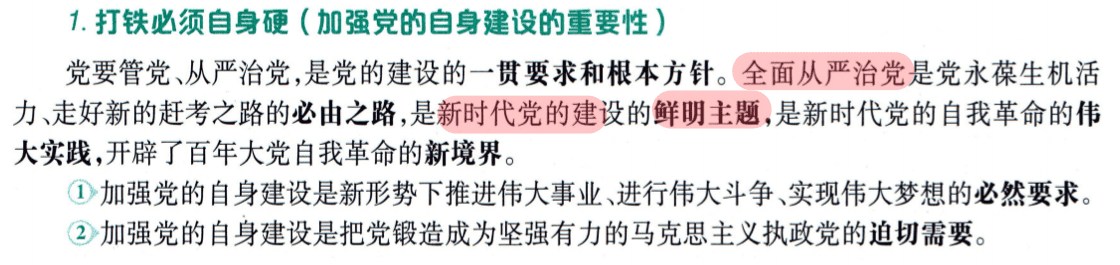 1. 打铁必须自身硬（加强党的自身建设的重要性）
党要管党、从严治党，是党的建设的一贯要求和根本方针。全面从严治党是党永葆生机活
力、走好新的赶考之路的必由之路，是新时代党的建设的鲜明主题，是新时代党的自我革命的伟
大实践，开辟了百年大党自我革命的新境界。
①加强党的自身建设是新形势下推进伟大事业、进行伟大斗争、实现伟大梦想的必然要求。
②加强党的自身建设是把党锻造成为坚强有力的马克思主义执政党的迫切需要。